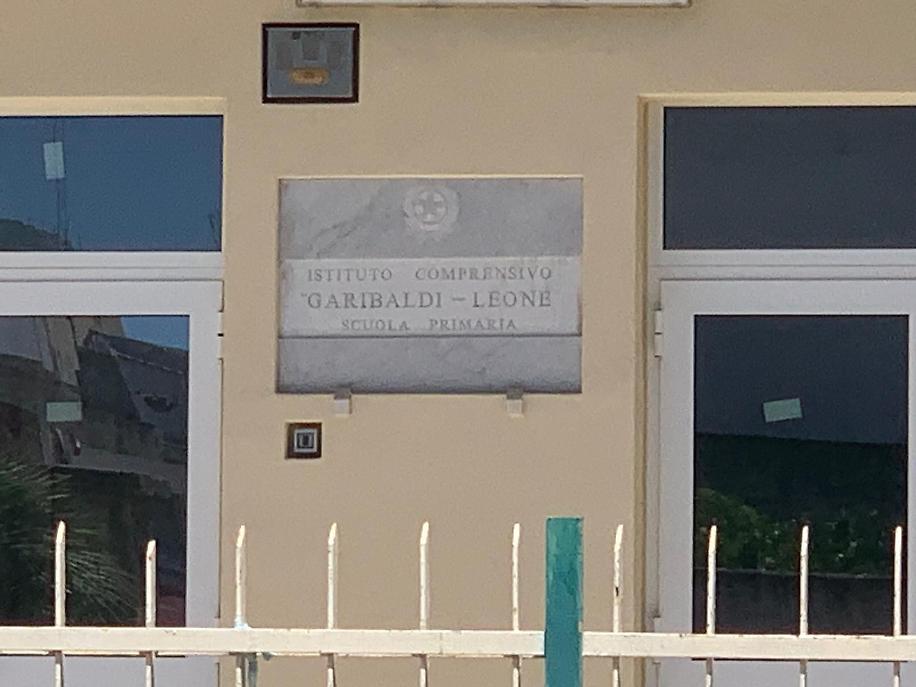 ISTITUTO COMPRENSIVO
"GARIBALDI - LEONE
SCUOLA PRIMARIA